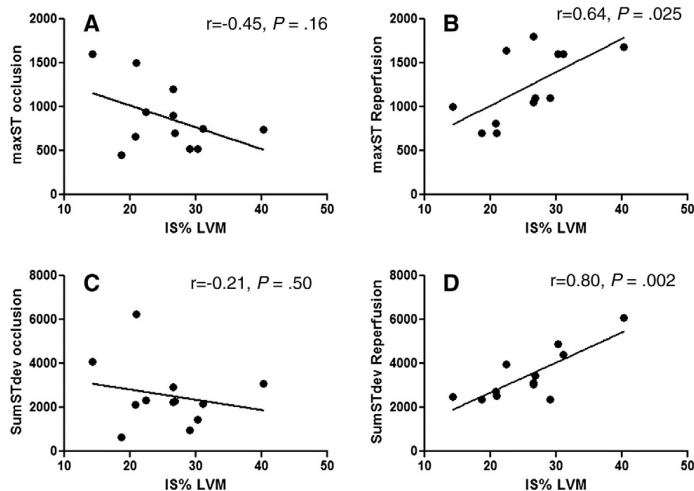 A
r=-0.45, P = .16
maxST occlusion
2000
1500
1000
500
0
10 20 30 40 50
IS% LVM
B
r=0.64, P = .025
maxST Reperfusion
2000
1500
1000
500
0
10 20 30 40 50
IS% LVM
C
r=-0.21, P = .50
SumSTdev occlusion
8000
6000
4000
2000
0
10 20 30 40 50
IS% LVM
D
r=0.80, P = .002
SumSTdev Reperfusion
8000
6000
4000
2000
0
10 20 30 40 50
IS% LVM